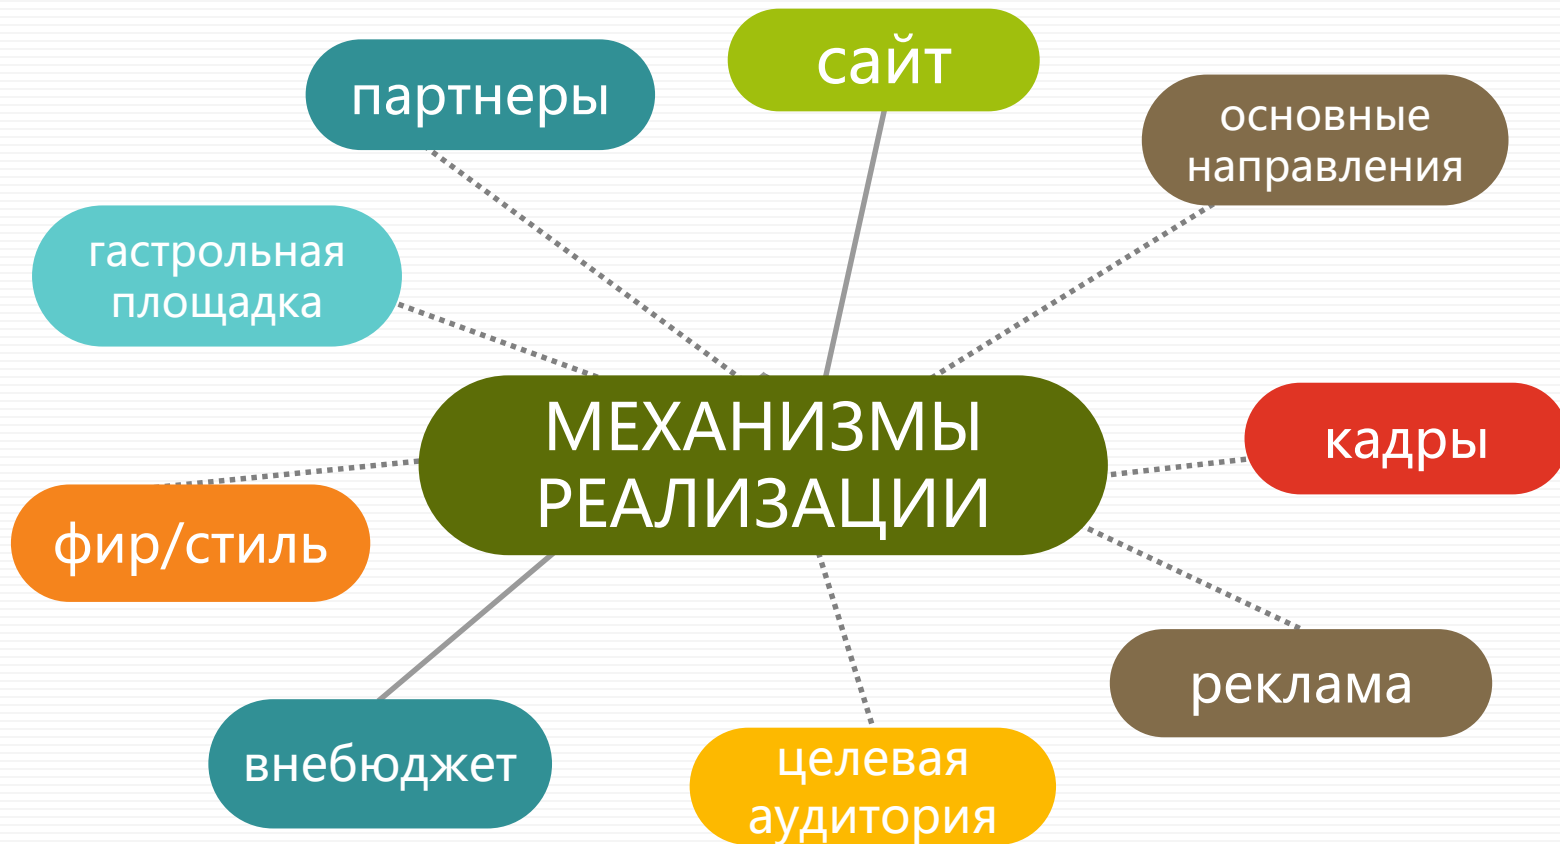 сайт
партнеры
основные
направления
гастрольная
площадка
МЕХАНИЗМЫ
РЕАЛИЗАЦИИ
кадры
фир/стиль
реклама
внебюджет
целевая
аудитория